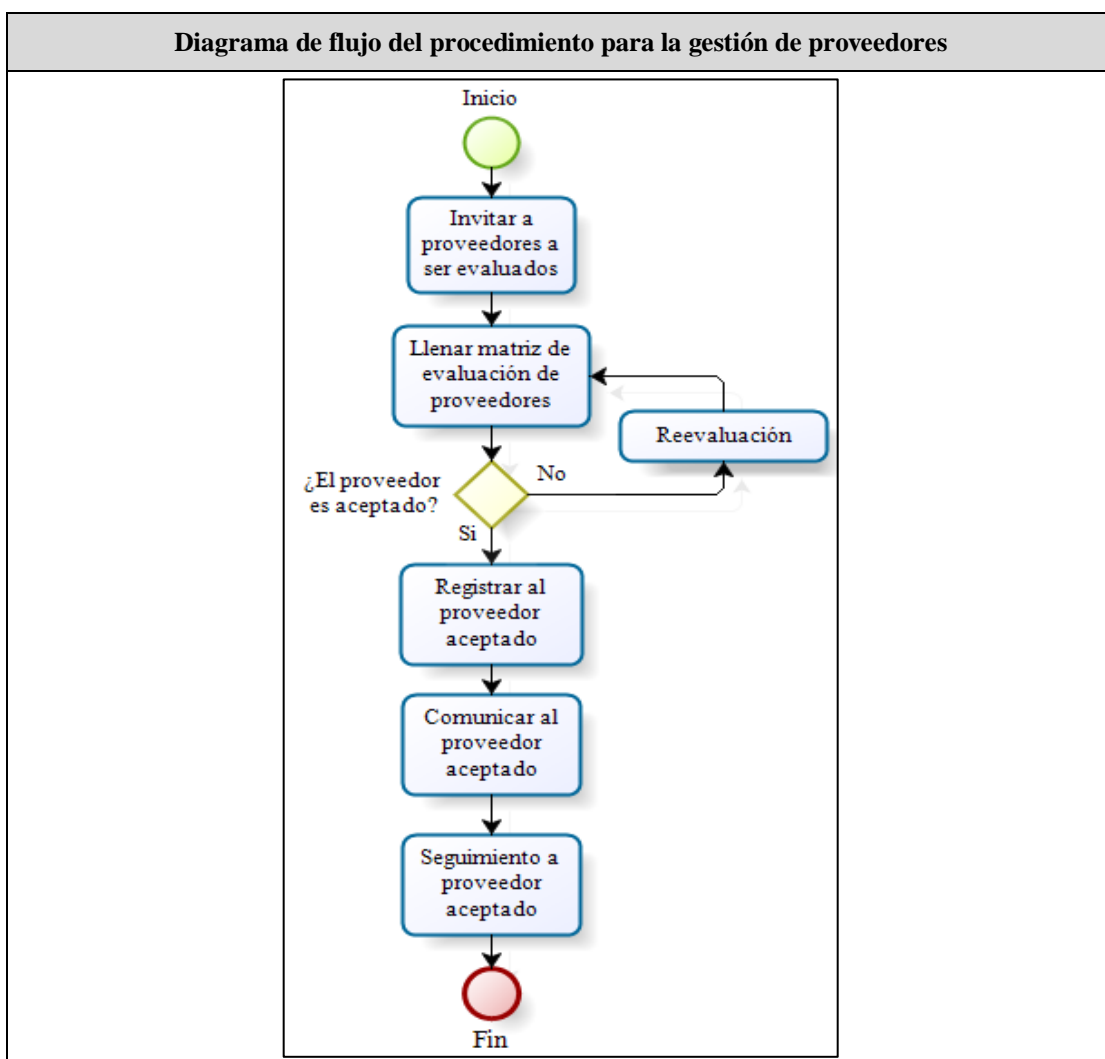 Diagrama de flujo del procedimiento para la gestión de proveedores
Inicio
Invitar a
proveedores a
ser evaluados
Llenar matriz de
evaluación de
proveedores
Reevaluación
¿El proveedor
es aceptado?
No
Si
Registrar al
proveedor
aceptado
Comunicar al
proveedor
aceptado
Seguimiento a
proveedor
aceptado
Fin